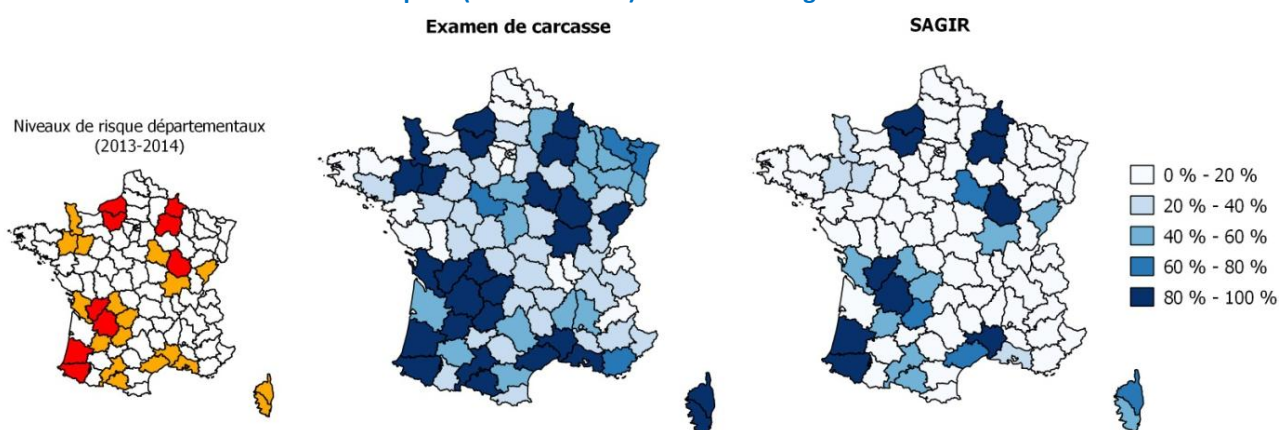 Examen de carcasse
SAGIR
Niveaux de risque départementaux
(2013-2014)
0 % - 20 %
20 % - 40 %
40 % - 60 %
60 % - 80 %
80 % - 100 %